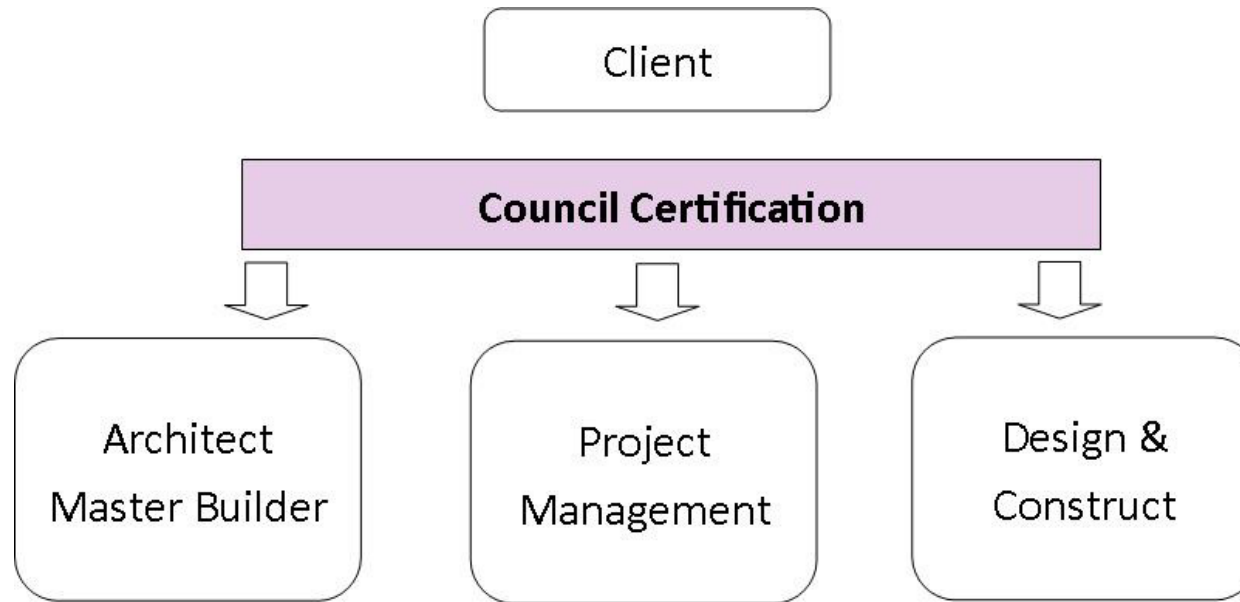 Client
Council Certification
Architect
Master Builder
Project
Management
Design &
Construct